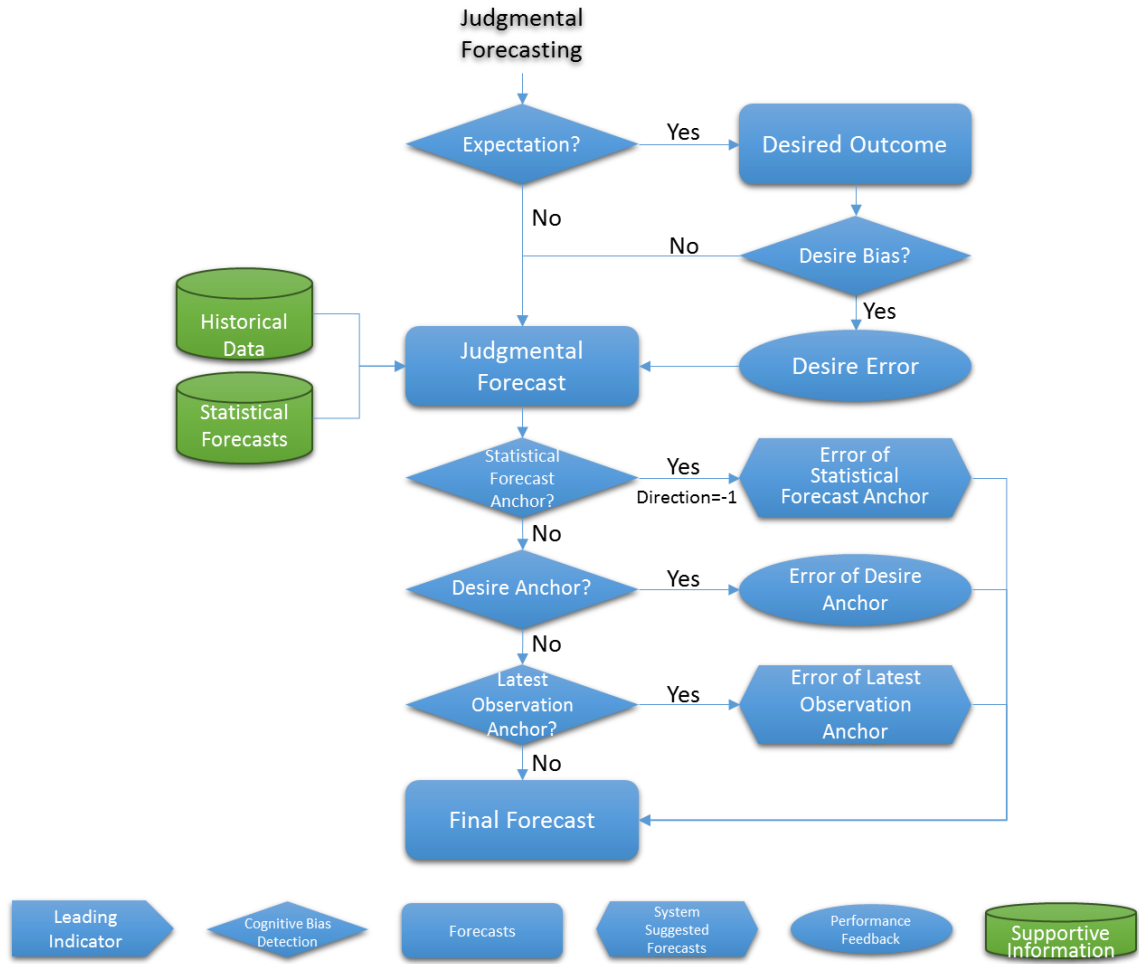 Judgmental
Forecasting
Expectation?
Yes
Desired Outcome
No
No
Desire Bias?
Yes
Historical
Data
Judgmental
Forecast
Desire Error
Statistical
Forecasts
Statistical
Forecast
Anchor?
Yes
Direction=-1
Error of
Statistical
Forecast Anchor
No
Desire Anchor?
Yes
Error of Desire
Anchor
No
Latest
Observation
Anchor?
Yes
Error of Latest
Observation
Anchor
No
Final Forecast
Leading
Indicator
Cognitive Bias
Detection
Forecasts
System
Suggested
Forecasts
Performance
Feedback
Supportive
Information